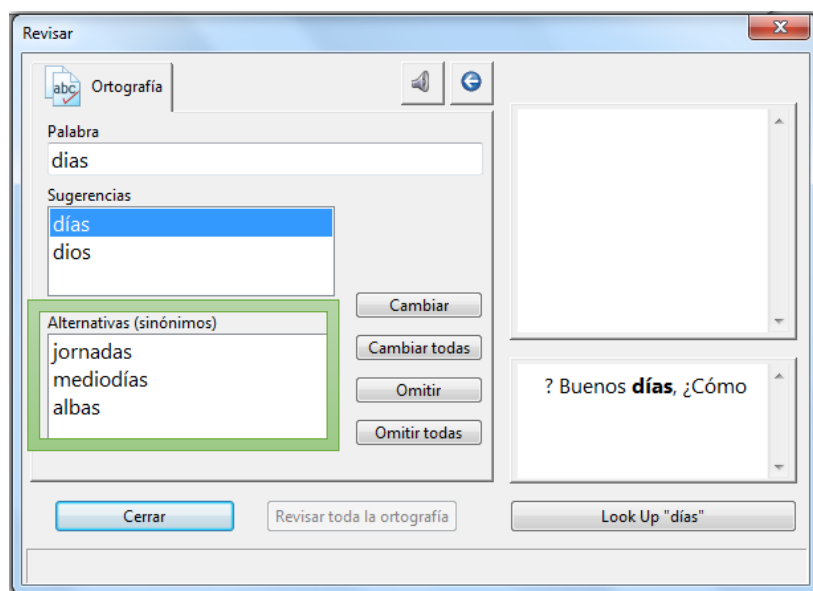 Revisar
abc Ortografía
Palabra
dias
Sugerencias
días
dios
Alternativas (sinónimos)
jornadas
mediodías
albas
Cambiar
Cambiar todas
Omitir
Omitir todas
? Buenos días, ¿Cómo
Cerrar
Revisar toda la ortografía
Look Up "días"